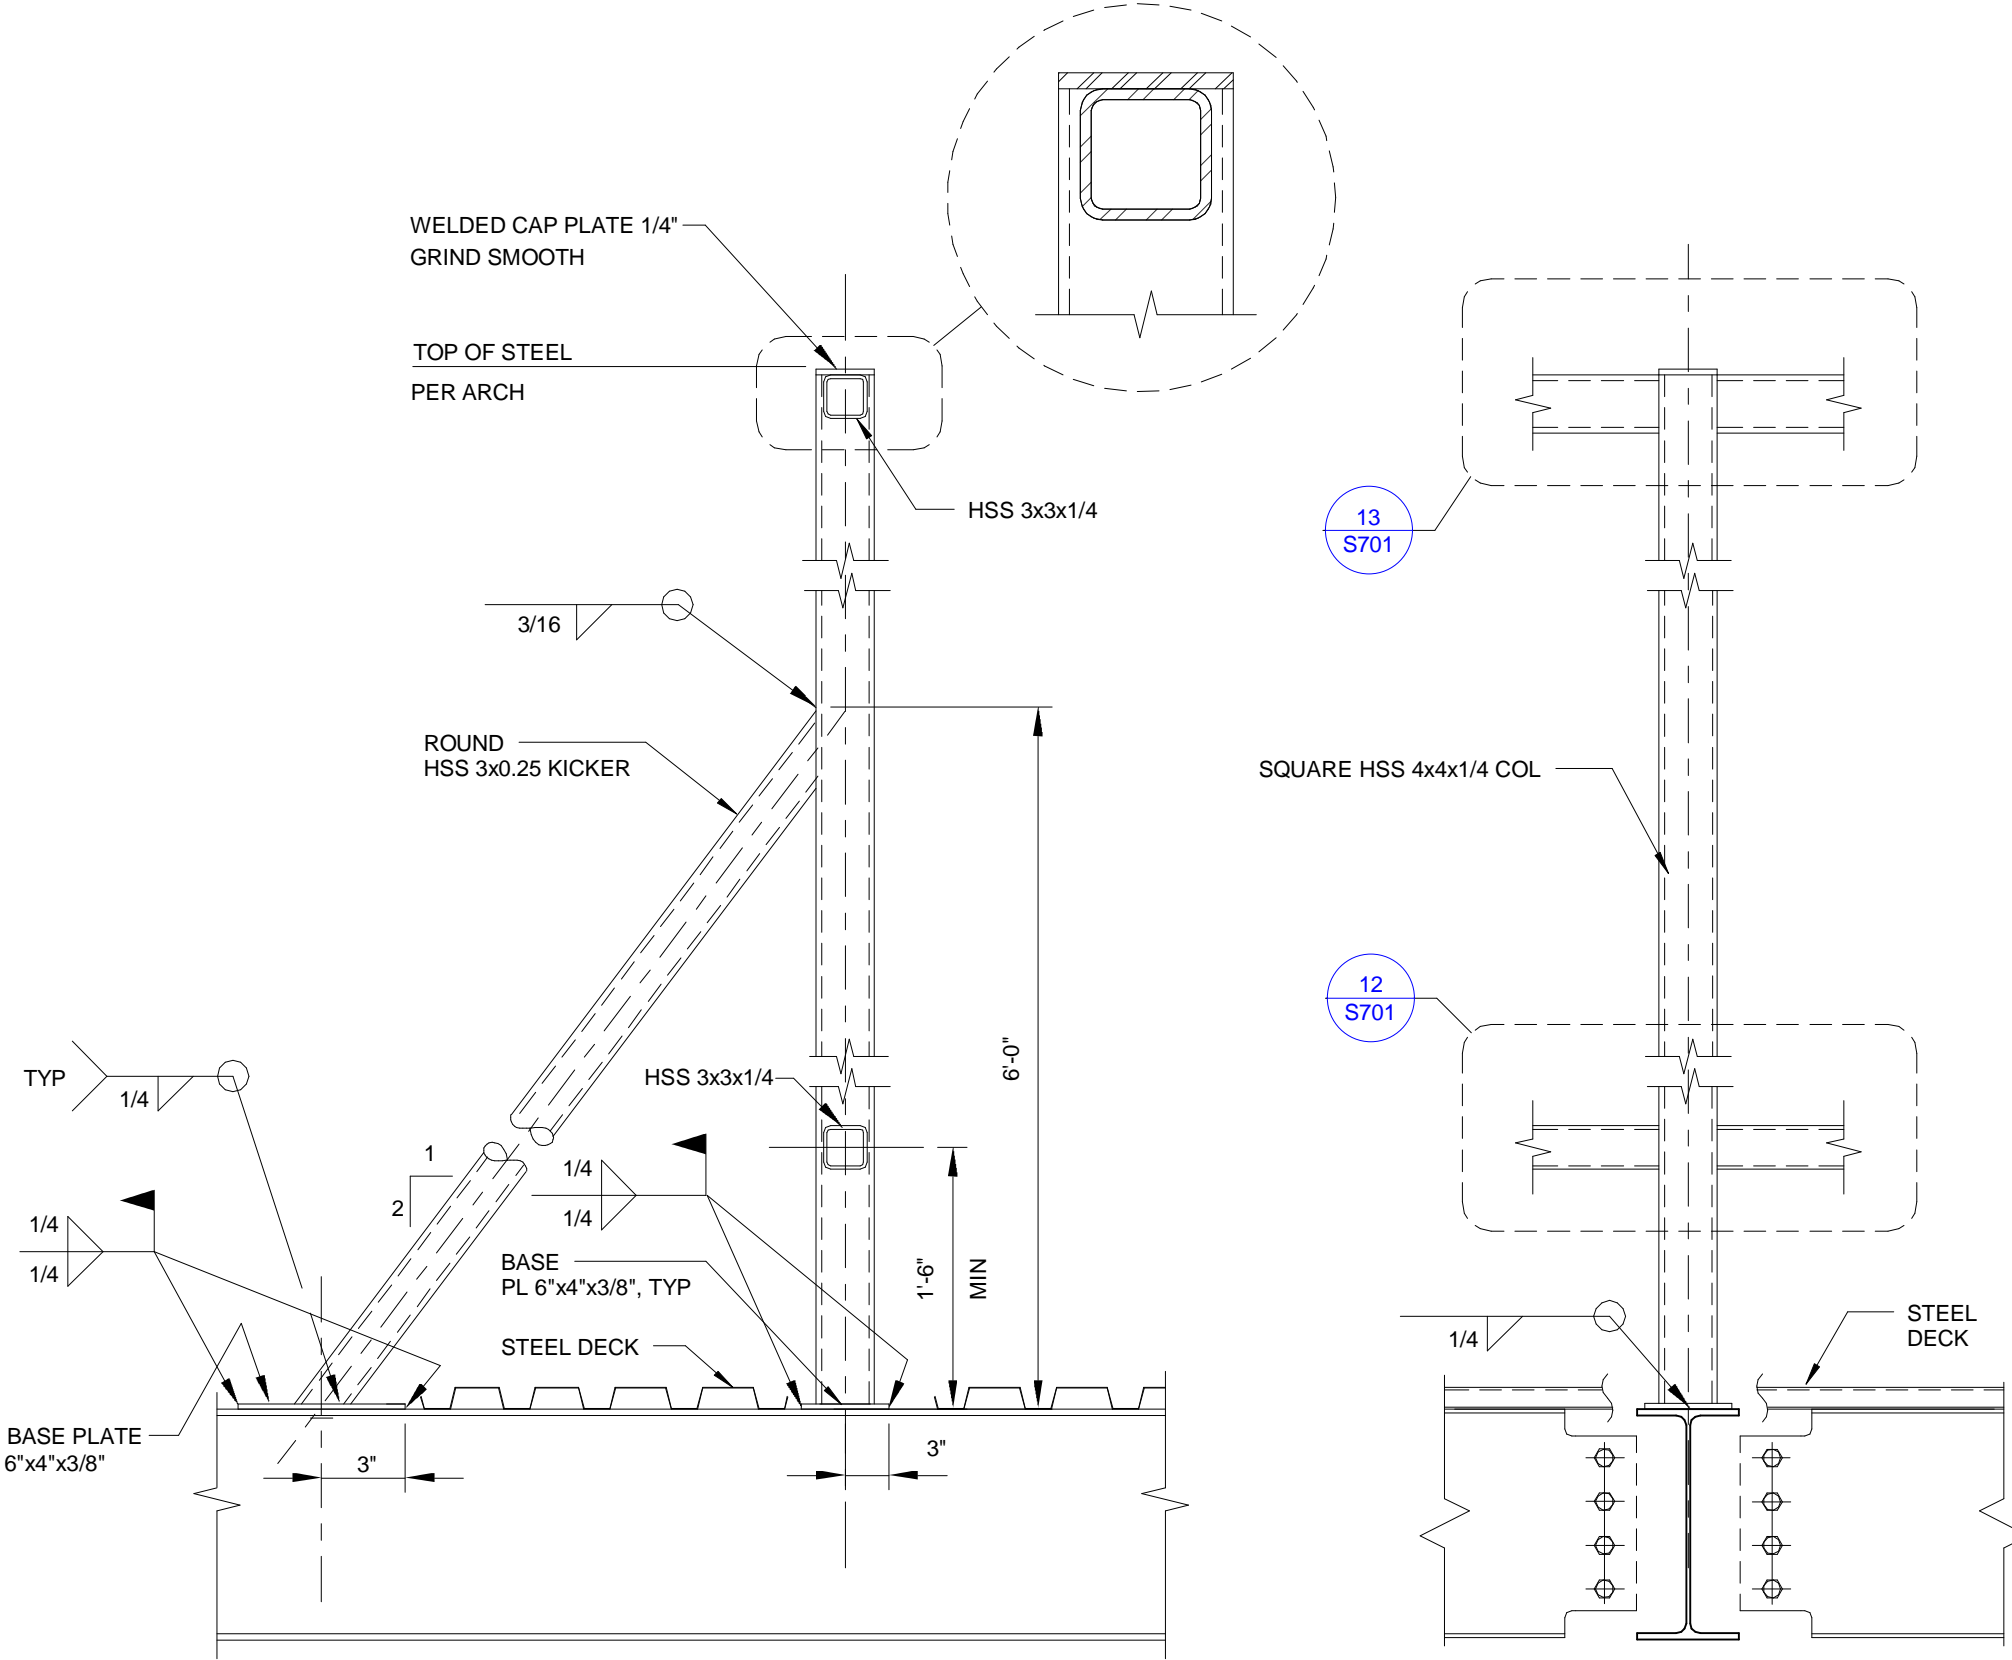 WELDED CAP PLATE 1/4"
GRIND SMOOTH
TOP OF STEEL
PER ARCH
HSS 3x3x1/4
13
S701
3/16
ROUND
HSS 3x0.25 KICKER
SQUARE HSS 4x4x1/4 COL
12
S701
6'-0"
TYP
1/4
HSS 3x3x1/4
1
2
1/4
1/4
1/4
1/4
BASE
PL 6"x4"x3/8", TYP
1'-6"
MIN
STEEL DECK
1/4
STEEL
DECK
BASE PLATE
6"x4"x3/8"
3"
3"